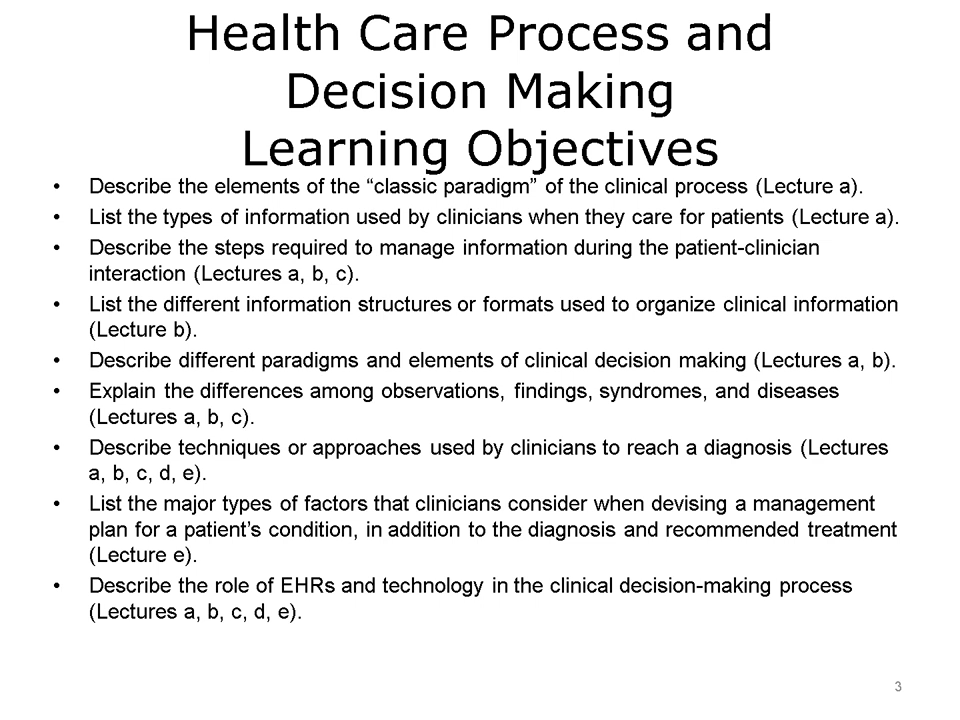 Health Care Process and
Decision Making
Learning Objectives
• Describe the elements of the “classic paradigm” of the clinical process (Lecture a).
• List the types of information used by clinicians when they care for patients (Lecture a).
• Describe the steps required to manage information during the patient-clinician
interaction (Lectures a, b, c).
• List the different information structures or formats used to organize clinical information
(Lecture b).
• Describe different paradigms and elements of clinical decision making (Lectures a, b).
• Explain the differences among observations, findings, syndromes, and diseases
(Lectures a, b, c).
• Describe techniques or approaches used by clinicians to reach a diagnosis (Lectures
a, b, c, d, e).
• List the major types of factors that clinicians consider when devising a management
plan for a patient’s condition, in addition to the diagnosis and recommended treatment
(Lecture e).
• Describe the role of EHRs and technology in the clinical decision-making process
(Lectures a, b, c, d, e).
3